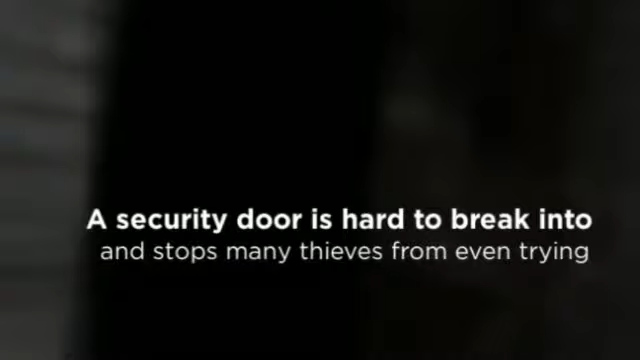 A security door is hard to break into
and stops many thieves from even trying